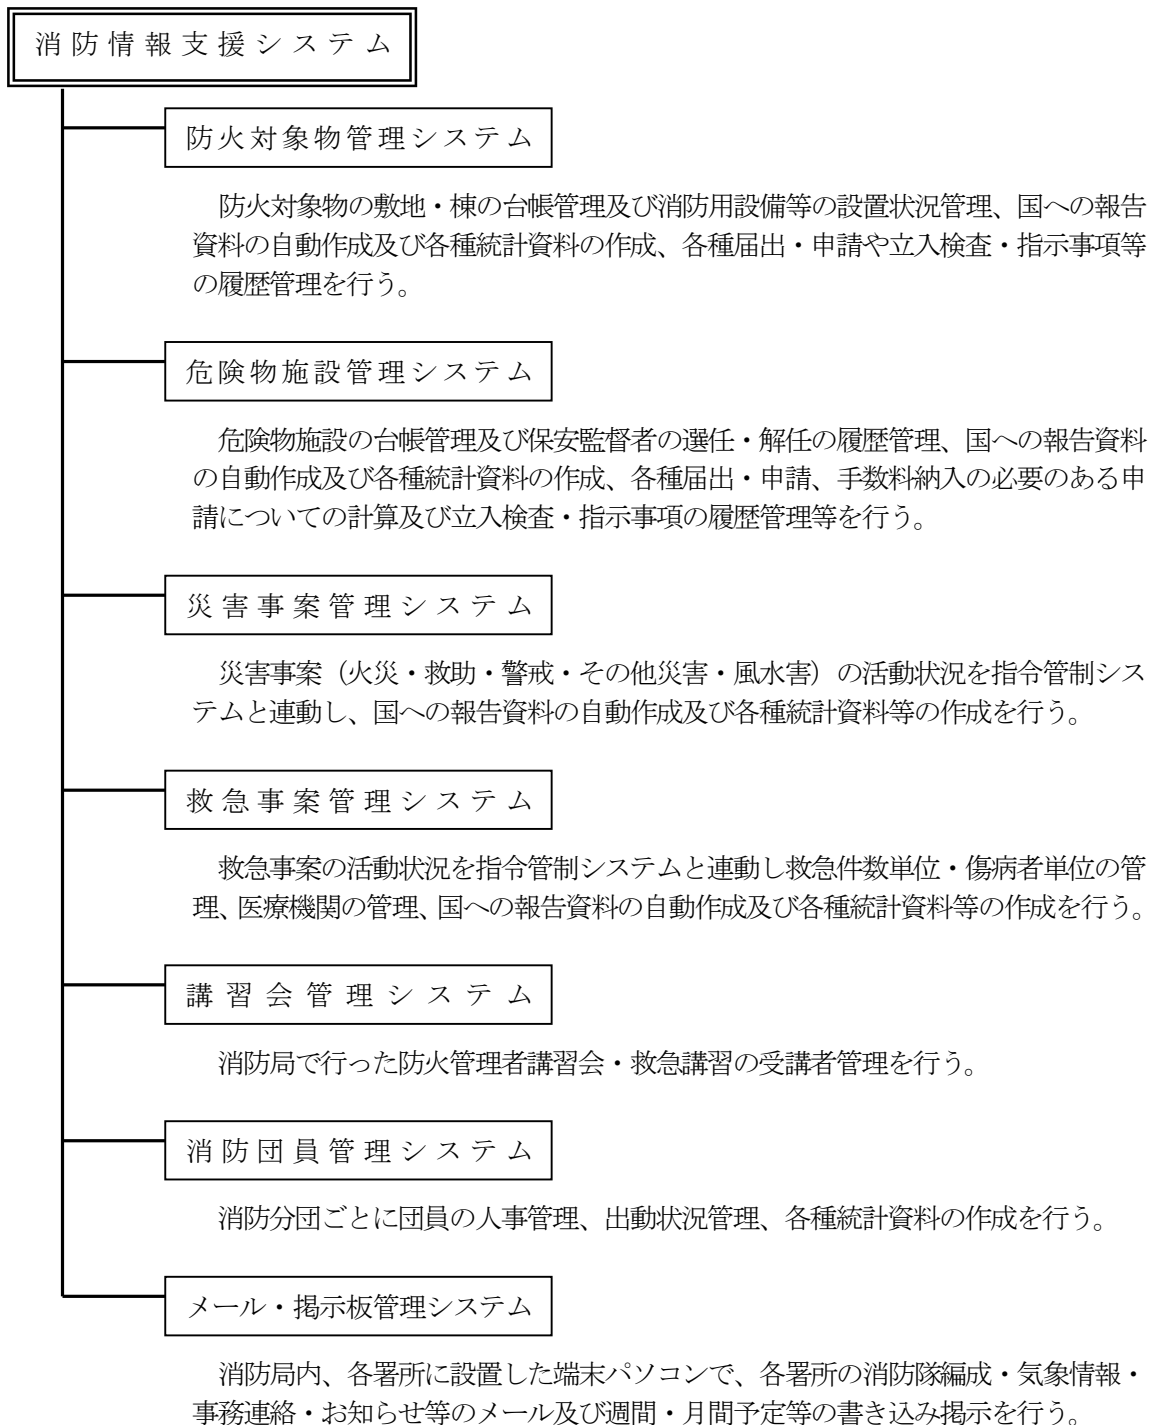 消防情報支援システム
防火対象物管理システム
防火対象物の敷地・棟の台帳管理及び消防用設備等の設置状況管理、国への報告
資料の自動作成及び各種統計資料の作成、各種届出・申請や立入検査・指示事項等
の履歴管理を行う。
危険物施設管理システム
危険物施設の台帳管理及び保安監督者の選任・解任の履歴管理、国への報告資料
の自動作成及び各種統計資料の作成、各種届出・申請、手数料納入の必要のある申
請についての計算及び立入検査・指示事項の履歴管理等を行う。
災害事案管理システム
災害事案（火災・救助・警戒・その他災害・風水害）の活動状況を指令管制シス
テムと連動し、国への報告資料の自動作成及び各種統計資料等の作成を行う。
救急事案管理システム
救急事案の活動状況を指令管制システムと連動し救急件数単位・傷病者単位の管
理、医療機関の管理、国への報告資料の自動作成及び各種統計資料等の作成を行う。
講習会管理システム
消防局で行った防火管理者講習会・救急講習の受講者管理を行う。
消防団員管理システム
消防分団ごとに団員の人事管理、出動状況管理、各種統計資料の作成を行う。
メール・掲示板管理システム
消防局内、各署所に設置した端末パソコンで、各署所の消防隊編成・気象情報・
事務連絡・お知らせ等のメール及び週間・月間予定等の書き込み掲示を行う。